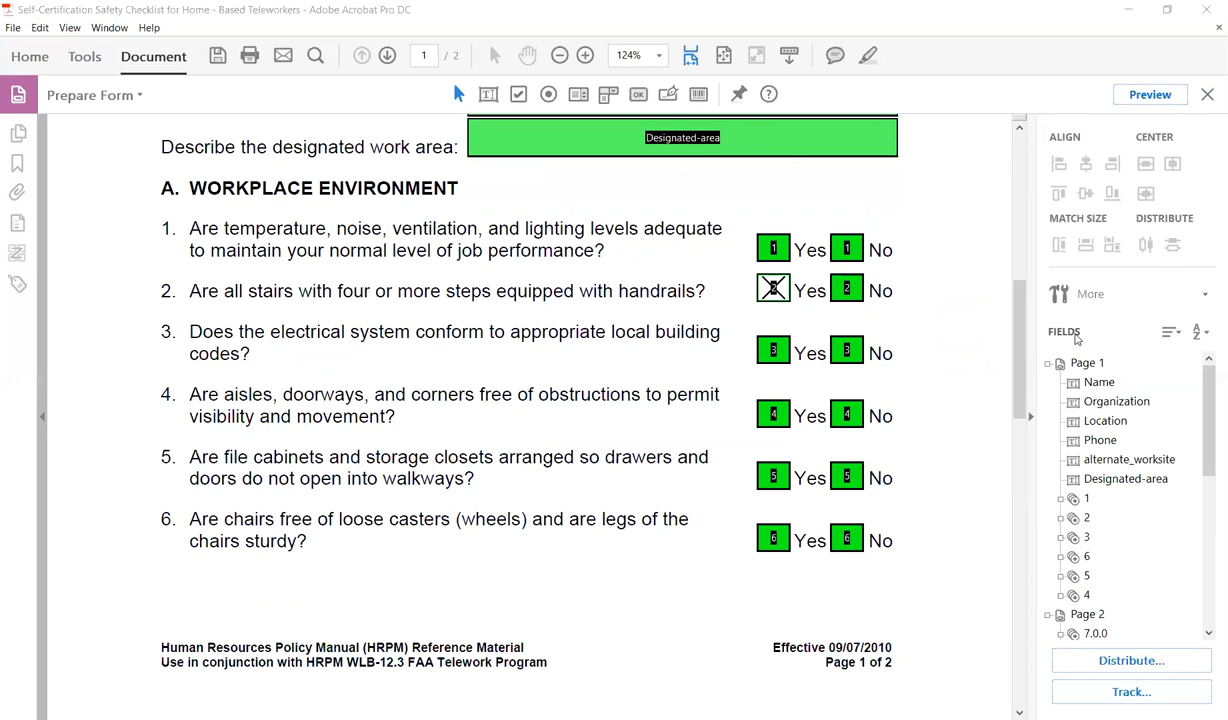 Self-Certification Safety Checklist for Home - Based Teleworkers - Adobe Acrobat Pro DC
File Edit View Window Help
Home Tools Document 1 / 2 124%
Prepare Form Preview
Describe the designated work area: Designated-area
A. WORKPLACE ENVIRONMENT
1. Are temperature, noise, ventilation, and lighting levels adequate
to maintain your normal level of job performance? 1 Yes 1 No
2. Are all stairs with four or more steps equipped with handrails? Yes 2 No
3. Does the electrical system conform to appropriate local building
codes? 3 Yes 3 No
4. Are aisles, doorways, and corners free of obstructions to permit
visibility and movement? 4 Yes 4 No
5. Are file cabinets and storage closets arranged so drawers and
doors do not open into walkways? 5 Yes 5 No
6. Are chairs free of loose casters (wheels) and are legs of the
chairs sturdy? 6 Yes 6 No
Human Resources Policy Manual (HRPM) Reference Material Effective 09/07/2010
Use in conjunction with HRPM WLB-12.3 FAA Telework Program Page 1 of 2
ALIGN CENTER
MATCH SIZE DISTRIBUTE
More
FIELDS
Page 1
Name
Organization
Location
Phone
alternate_worksite
Designated-area
1
2
3
6
5
4
Page 2
7.0.0
Distribute...
Track...